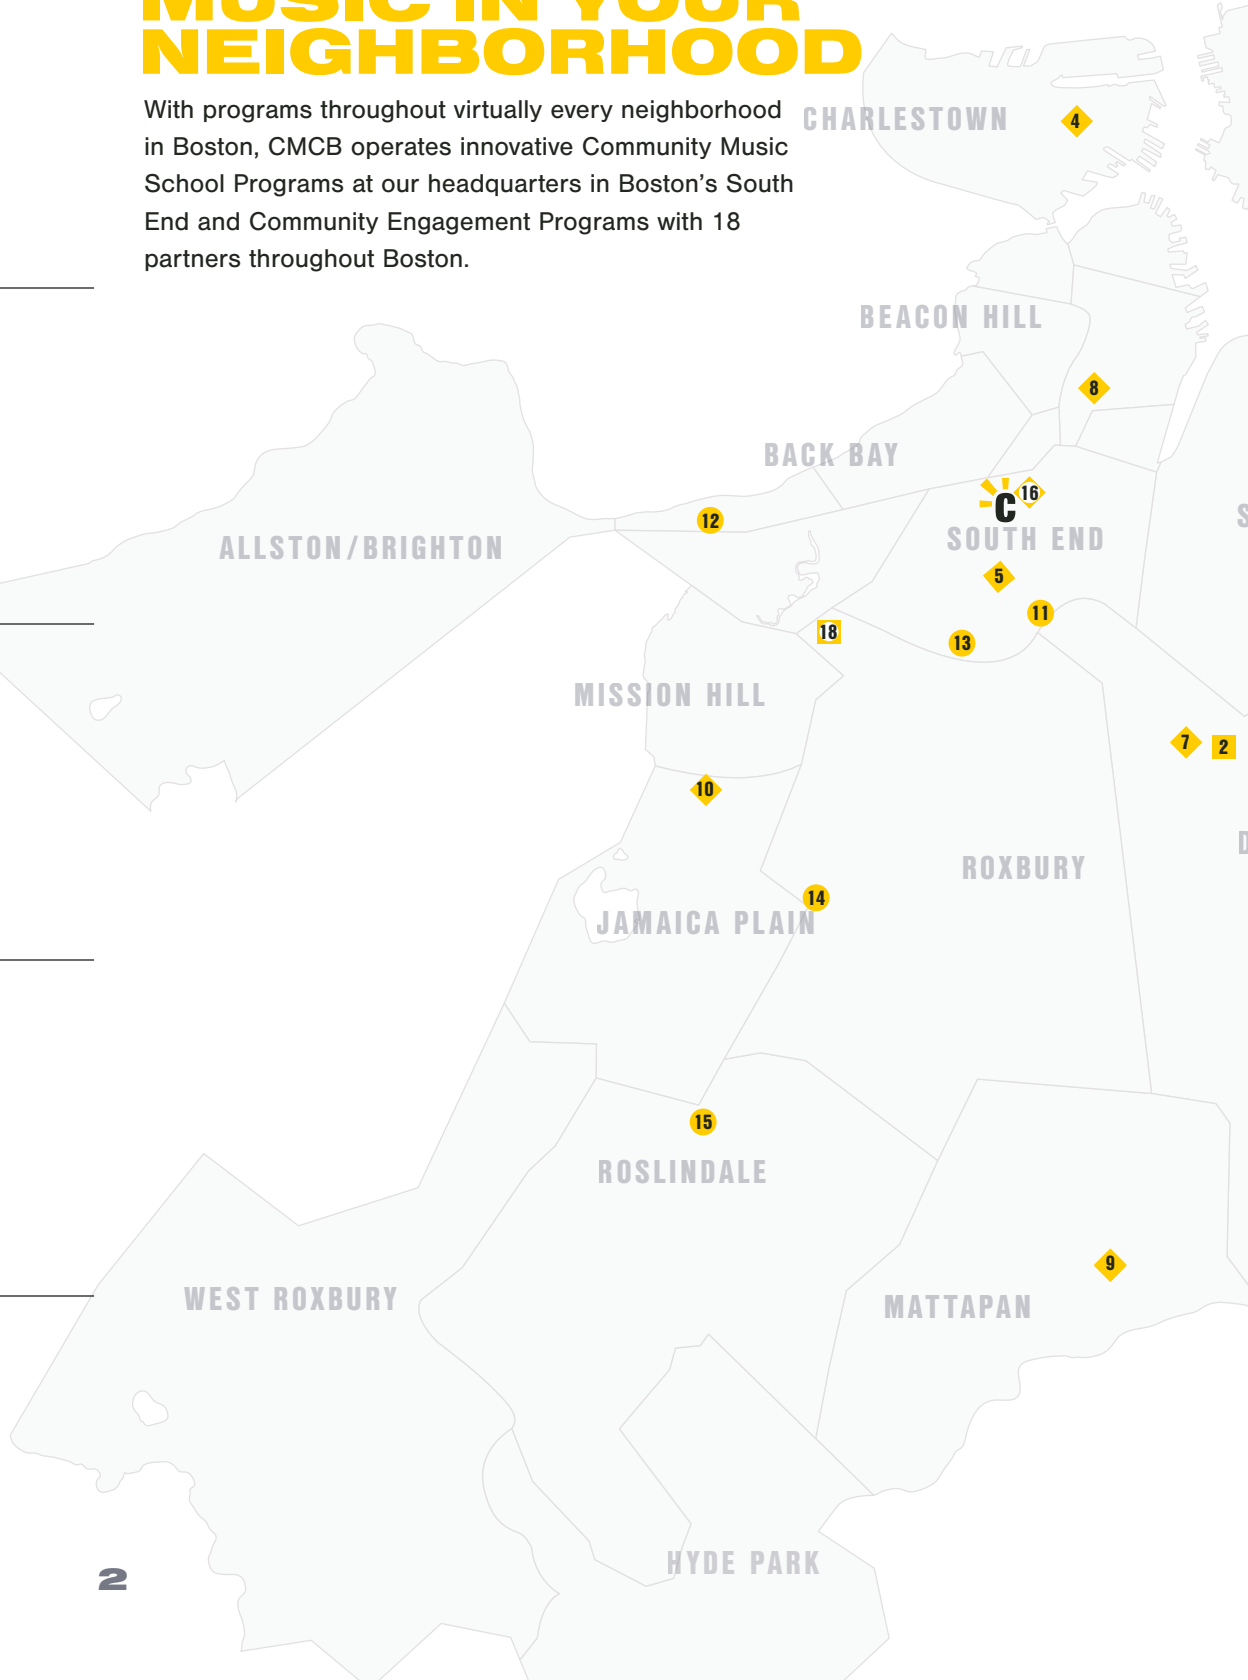 MUSIC IN YOUR
NEIGHBORHOOD
With programs throughout virtually every neighborhood
in Boston, CMCB operates innovative Community Music
School Programs at our headquarters in Boston’s South
End and Community Engagement Programs with 18
partners throughout Boston.
CHARLESTOWN
4
BEACON HILL
8
BACK BAY
C
16
12
ALLSTON/BRIGHTON
SOUTH END
5
11
18
13
MISSION HILL
7
2
10
ROXBURY
14
JAMAICA PLAIN
15
ROSLINDALE
9
WEST ROXBURY
MATTAPAN
HYDE PARK
2